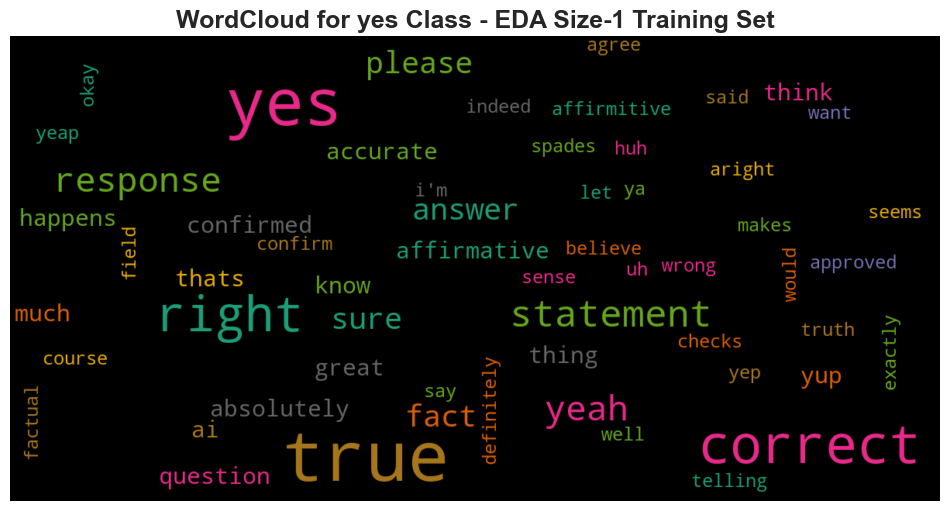 WordCloud for yes Class - EDA Size-1 Training Set
agree
please
okay
think
yes
indeed
affirmitive
said
want
yeap
accurate
spades
huh
aright
response
i'm
let
ya
answer
seems
happens
confirmed
makes
confirm
affirmative
believe
field
approved
wrong
uh
sense
would
thats
know
much
right
sure
statement
truth
checks
exactly
course
thing
great
yep
yup
say
definitely
absolutely
fact
yeah
factual
ai
well
true
correct
question
telling